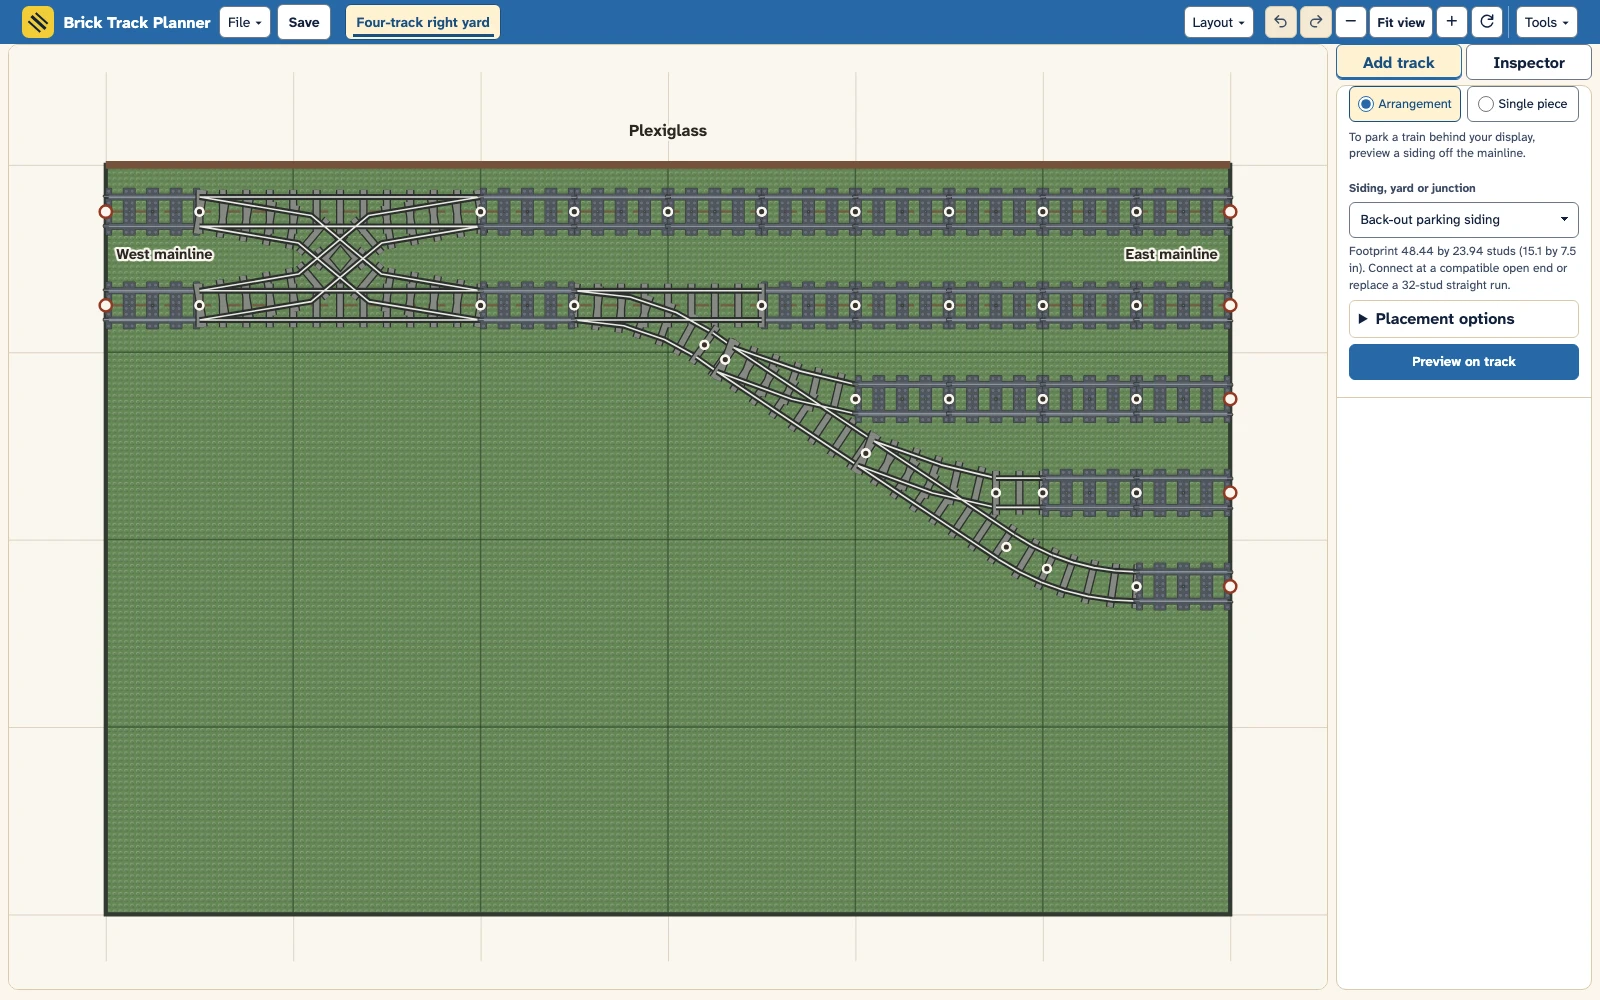 Brick Track Planner
File
Save
Four-track right yard
Layout
Fit view
Tools
Add track
Inspector
Arrangement
Single piece
To park a train behind your display,
preview a siding off the mainline.
Siding, yard or junction
Back-out parking siding
Footprint 48.44 by 23.94 studs (15.1 by 7.5
in). Connect at a compatible open end or
replace a 32-stud straight run.
Placement options
Preview on track
Plexiglass
West mainline
East mainline